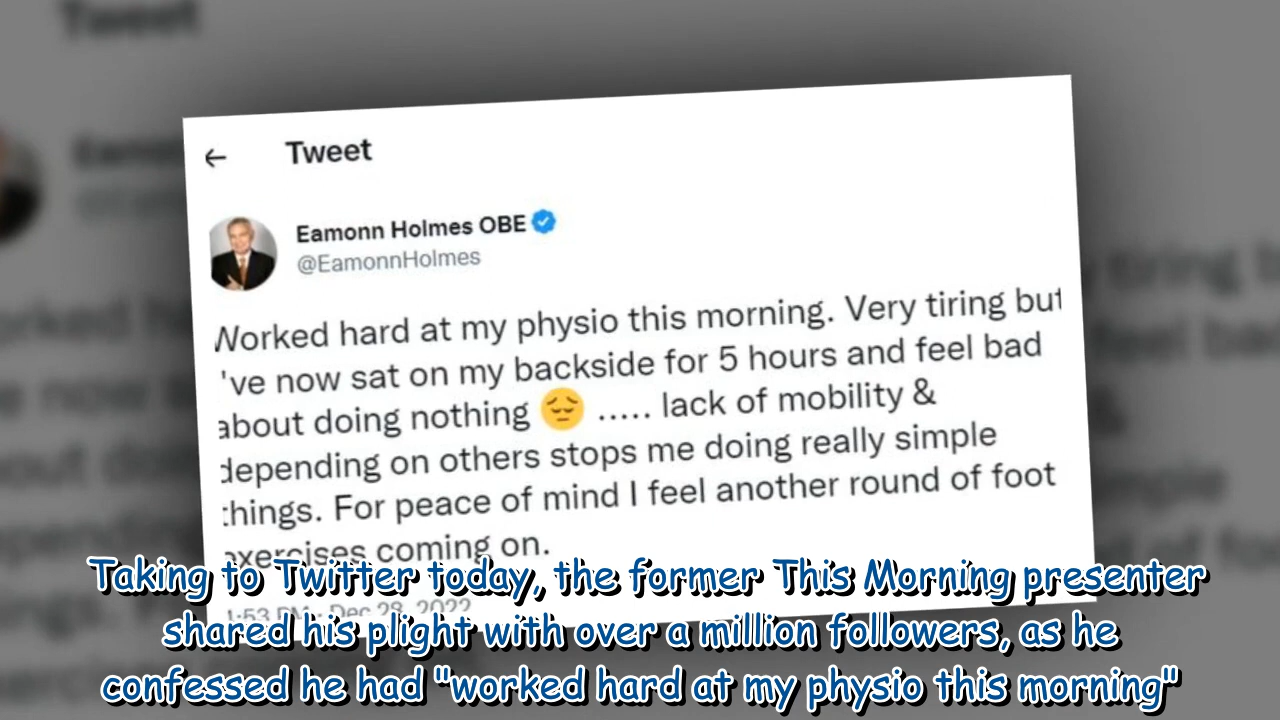 Tweet
Tweet
Eamonn Holmes OBE
@EamonnHolmes
Worked hard at my physio this morning. Very tiring but
've now sat on my backside for 5 hours and feel bad
about doing nothing 😔 ..... lack of mobility &
depending on others stops me doing really simple
things. For peace of mind I feel another round of foot
exercises coming on.
1:53 PM · Dec 28, 2022
Taking to Twitter today, the former This Morning presenter
shared his plight with over a million followers, as he
confessed he had "worked hard at my physio this morning"